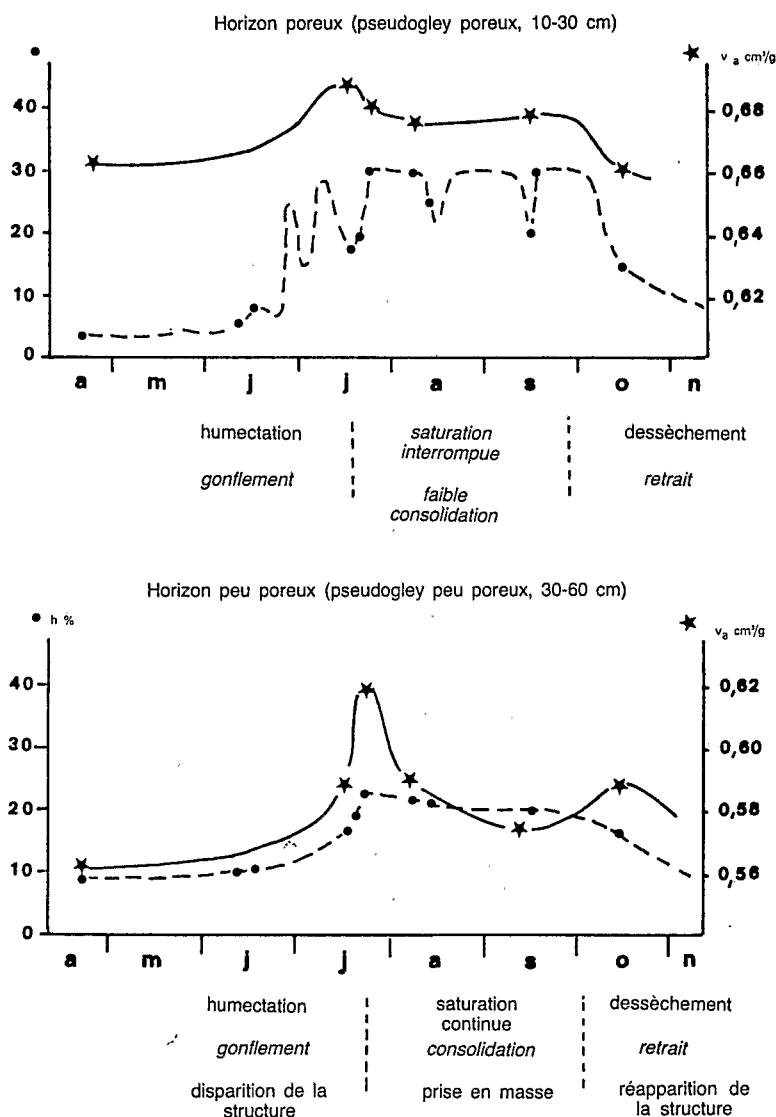 Horizon poreux (pseudogley poreux, 10-30 cm)
v a cm³/g
40
30
20
10
0
0,68
0,66
0,64
0,62
a m j j a s o n
humectation
gonflement
saturation
interrompue
faible
consolidation
dessèchement
retrait
Horizon peu poreux (pseudogley peu poreux, 30-60 cm)
h %
va cm³/g
40
30
20
10
0
0,62
0,60
0,58
0,56
a m j j a s o n
humectation
gonflement
disparition de la
structure
saturation
continue
consolidation
prise en masse
dessèchement
retrait
réapparition de
la structure